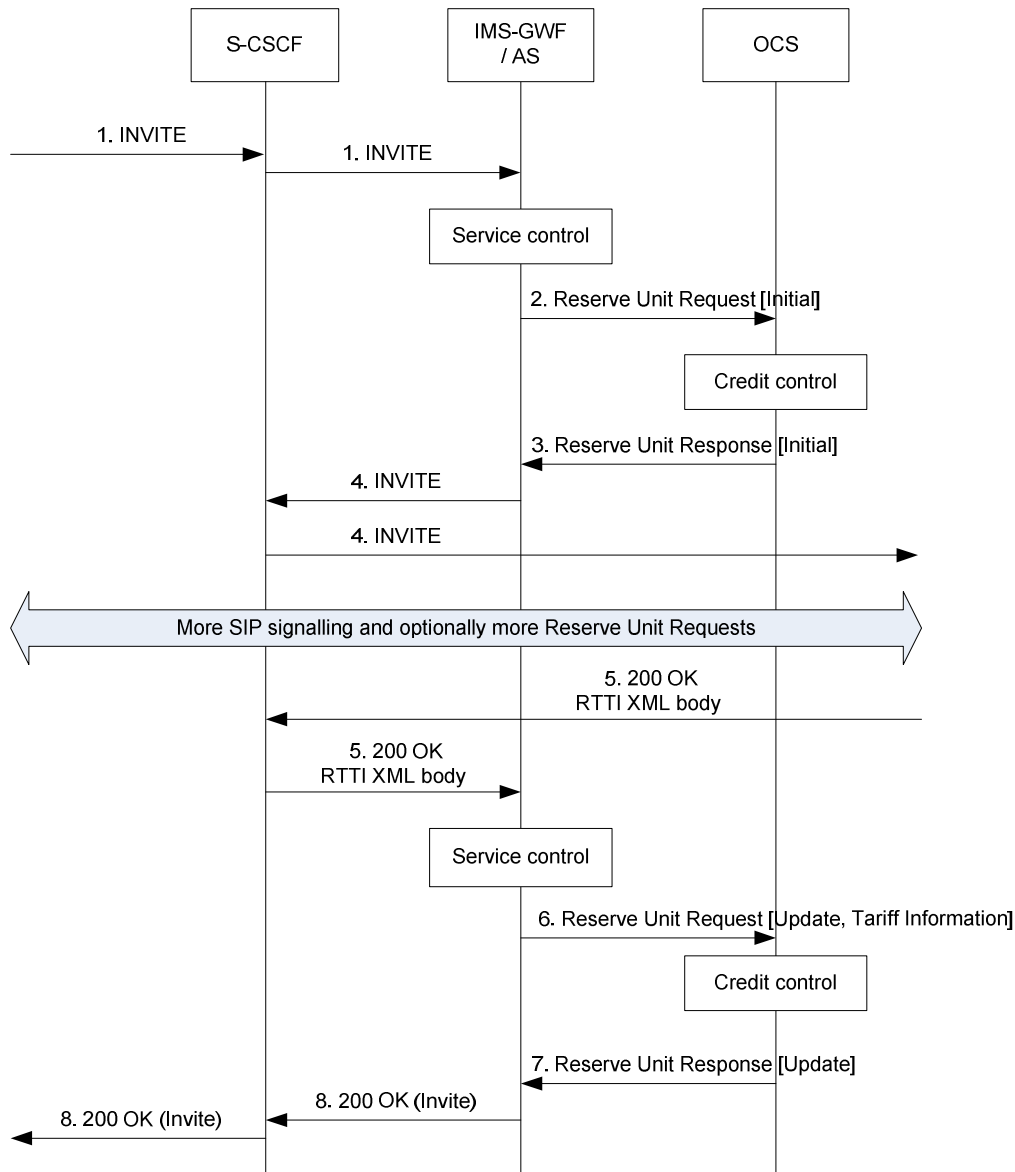 S-CSCF
IMS-GWF
/ AS
OCS
1. INVITE
1. INVITE
Service control
2. Reserve Unit Request [Initial]
Credit control
3. Reserve Unit Response [Initial]
4. INVITE
4. INVITE
More SIP signalling and optionally more Reserve Unit Requests
5. 200 OK
RTTI XML body
5. 200 OK
RTTI XML body
Service control
6. Reserve Unit Request [Update, Tariff Information]
Credit control
7. Reserve Unit Response [Update]
8. 200 OK (Invite)
8. 200 OK (Invite)